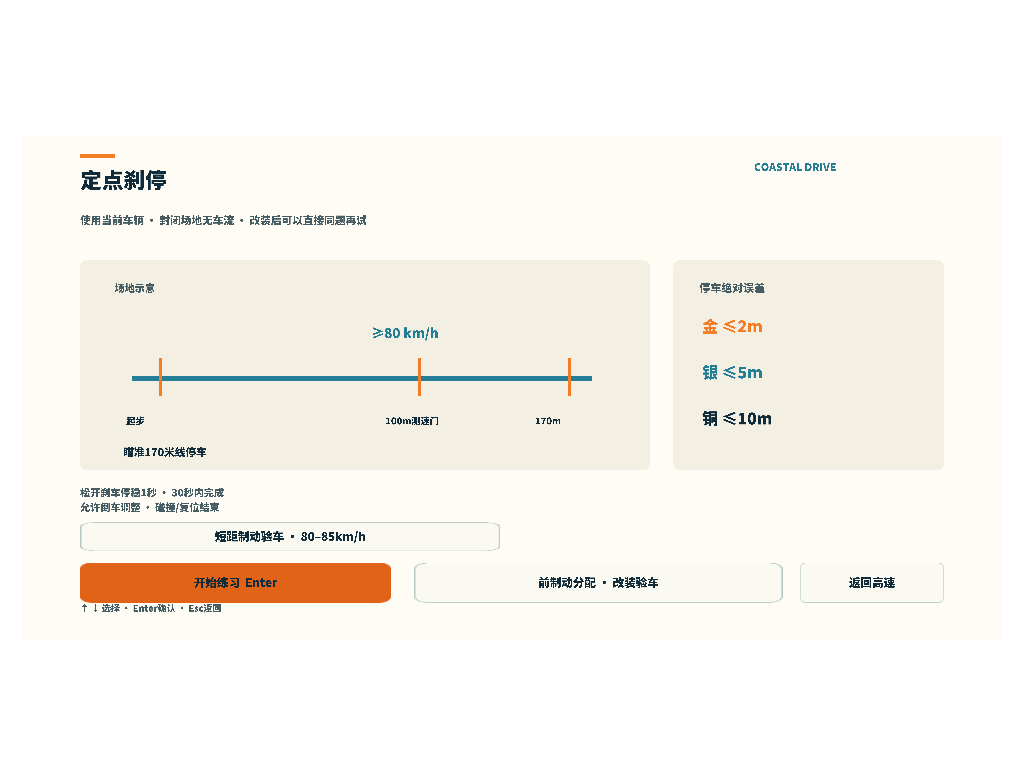 定点刹停
COASTAL DRIVE
使用当前车辆 · 封闭场地无车流 · 改装后可以直接同题再试
场地示意
≥80 km/h
起步
100m测速门
170m
瞄准170米线停车
停车绝对误差
金 ≤2m
银 ≤5m
铜 ≤10m
松开刹车停稳1秒 · 30秒内完成
允许倒车调整 · 碰撞/复位结束
短距制动验车 · 80–85km/h
开始练习 Enter
前制动分配 · 改装验车
返回高速
↑ ↓ 选择 · Enter确认 · Esc返回